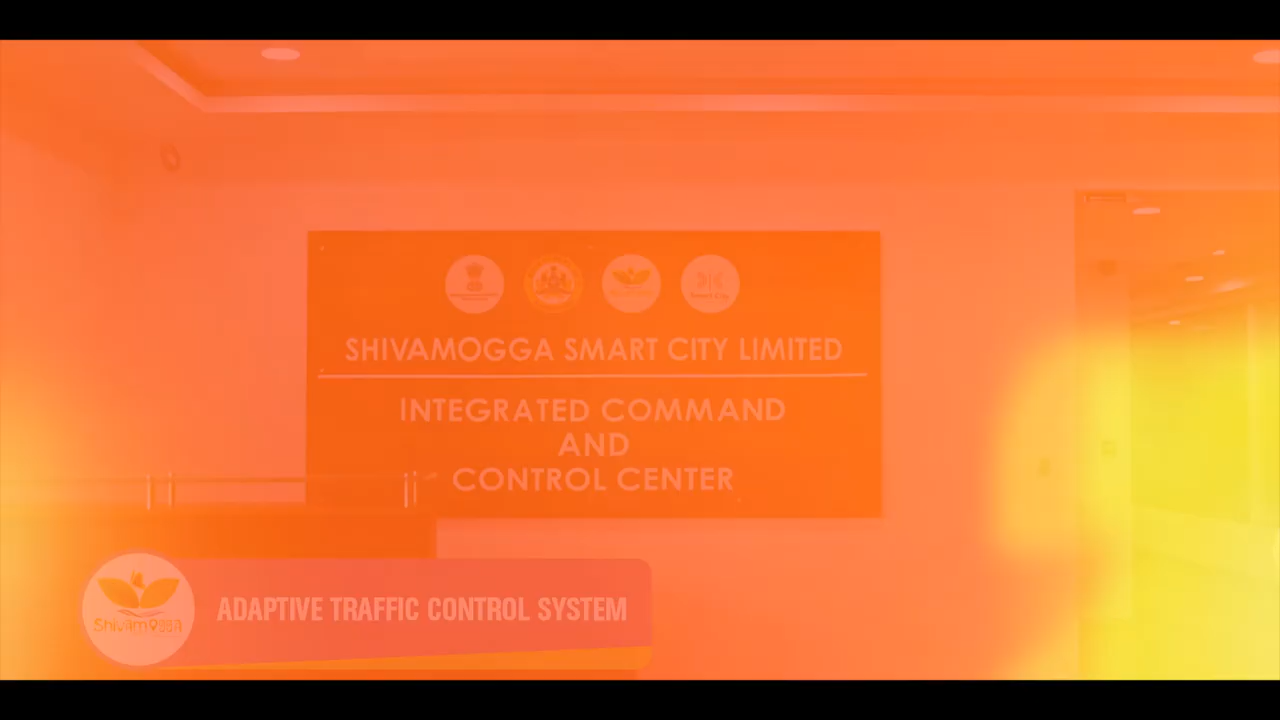 SHIVAMOGGA SMART CITY LIMITED
INTEGRATED COMMAND
AND
CONTROL CENTER
Shivamogga
ADAPTIVE TRAFFIC CONTROL SYSTEM